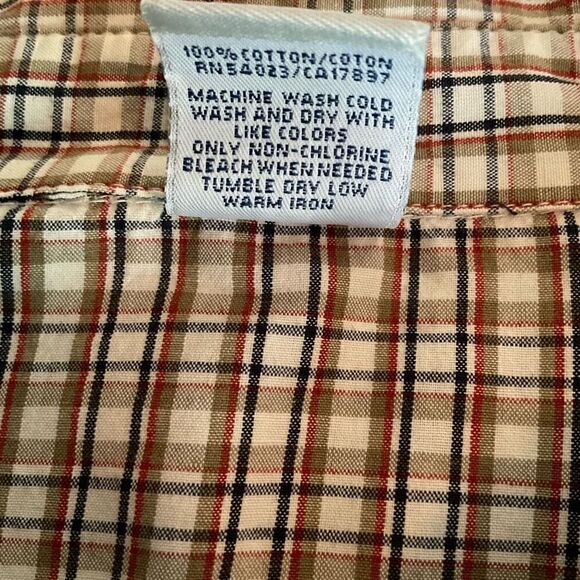 100% COTTON/COTON
RN54023/CA17897
MACHINE WASH COLD
WASH AND DRY WITH
LIKE COLORS
ONLY NON-CHLORINE
BLEACH WHEN NEEDED
TUMBLE DRY LOW
WARM IRON